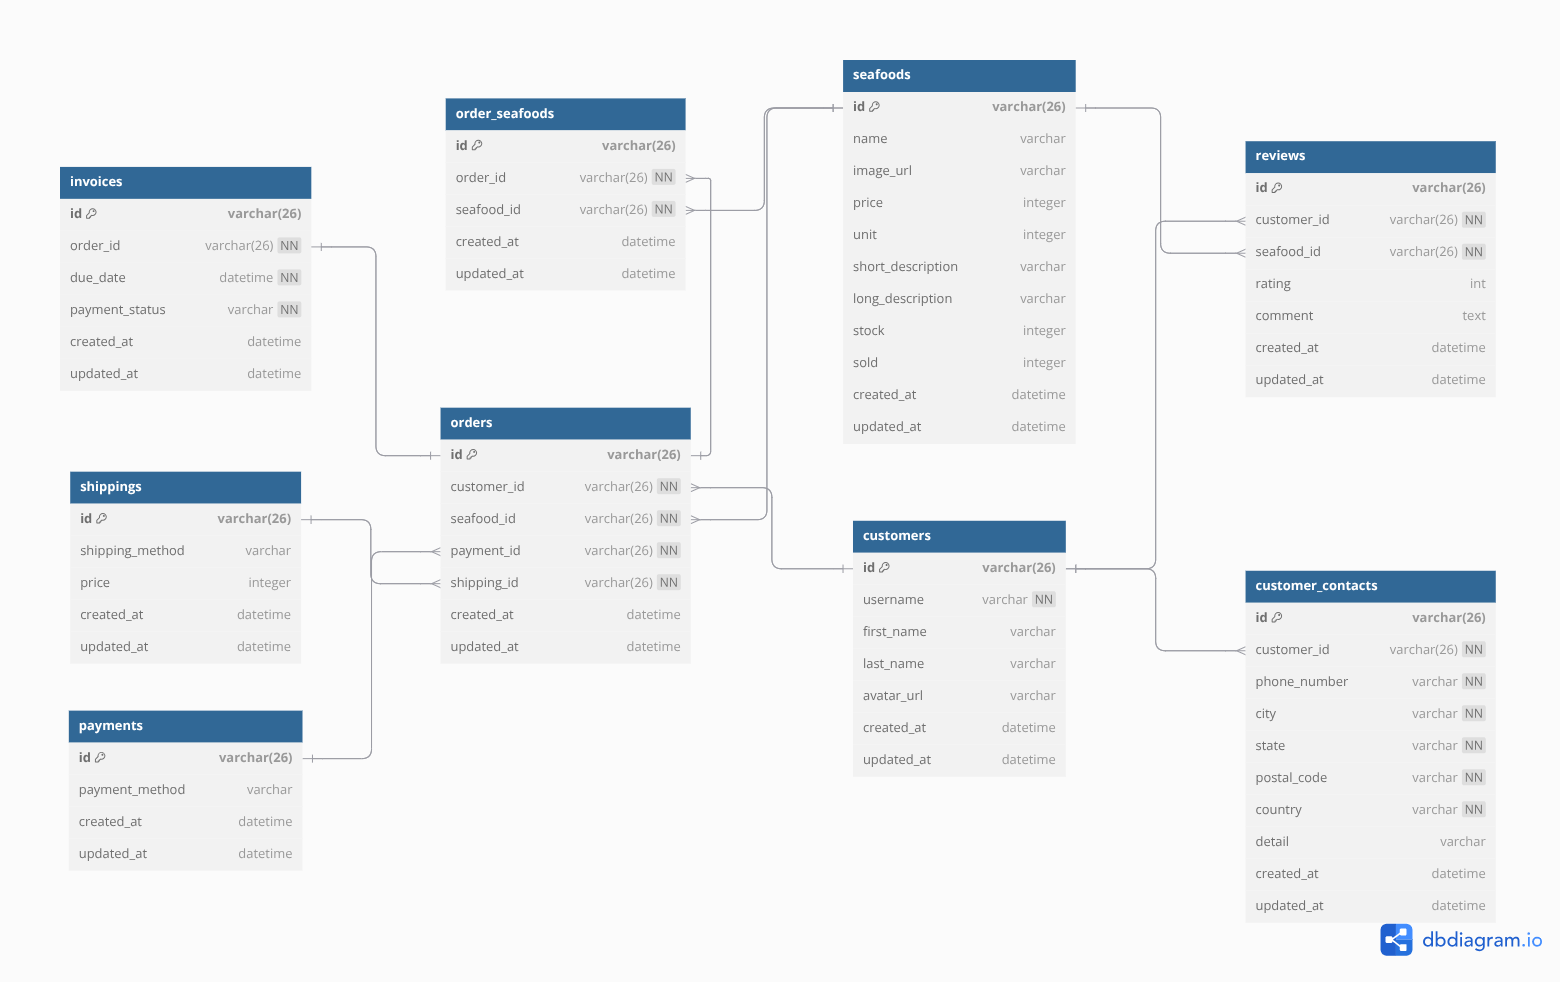 invoices
id varchar(26)
order_id varchar(26) NN
due_date datetime NN
payment_status varchar NN
created_at datetime
updated_at datetime
shippings
id varchar(26)
shipping_method varchar
price integer
created_at datetime
updated_at datetime
payments
id varchar(26)
payment_method varchar
created_at datetime
updated_at datetime
order_seafoods
id varchar(26)
order_id varchar(26) NN
seafood_id varchar(26) NN
created_at datetime
updated_at datetime
orders
id varchar(26)
customer_id varchar(26) NN
seafood_id varchar(26) NN
payment_id varchar(26) NN
shipping_id varchar(26) NN
created_at datetime
updated_at datetime
seafoods
id varchar(26)
name varchar
image_url varchar
price integer
unit integer
short_description varchar
long_description varchar
stock integer
sold integer
created_at datetime
updated_at datetime
customers
id varchar(26)
username varchar NN
first_name varchar
last_name varchar
avatar_url varchar
created_at datetime
updated_at datetime
reviews
id varchar(26)
customer_id varchar(26) NN
seafood_id varchar(26) NN
rating int
comment text
created_at datetime
updated_at datetime
customer_contacts
id varchar(26)
customer_id varchar(26) NN
phone_number varchar NN
city varchar NN
state varchar NN
postal_code varchar NN
country varchar NN
detail varchar
created_at datetime
updated_at datetime
dbdiagram.io